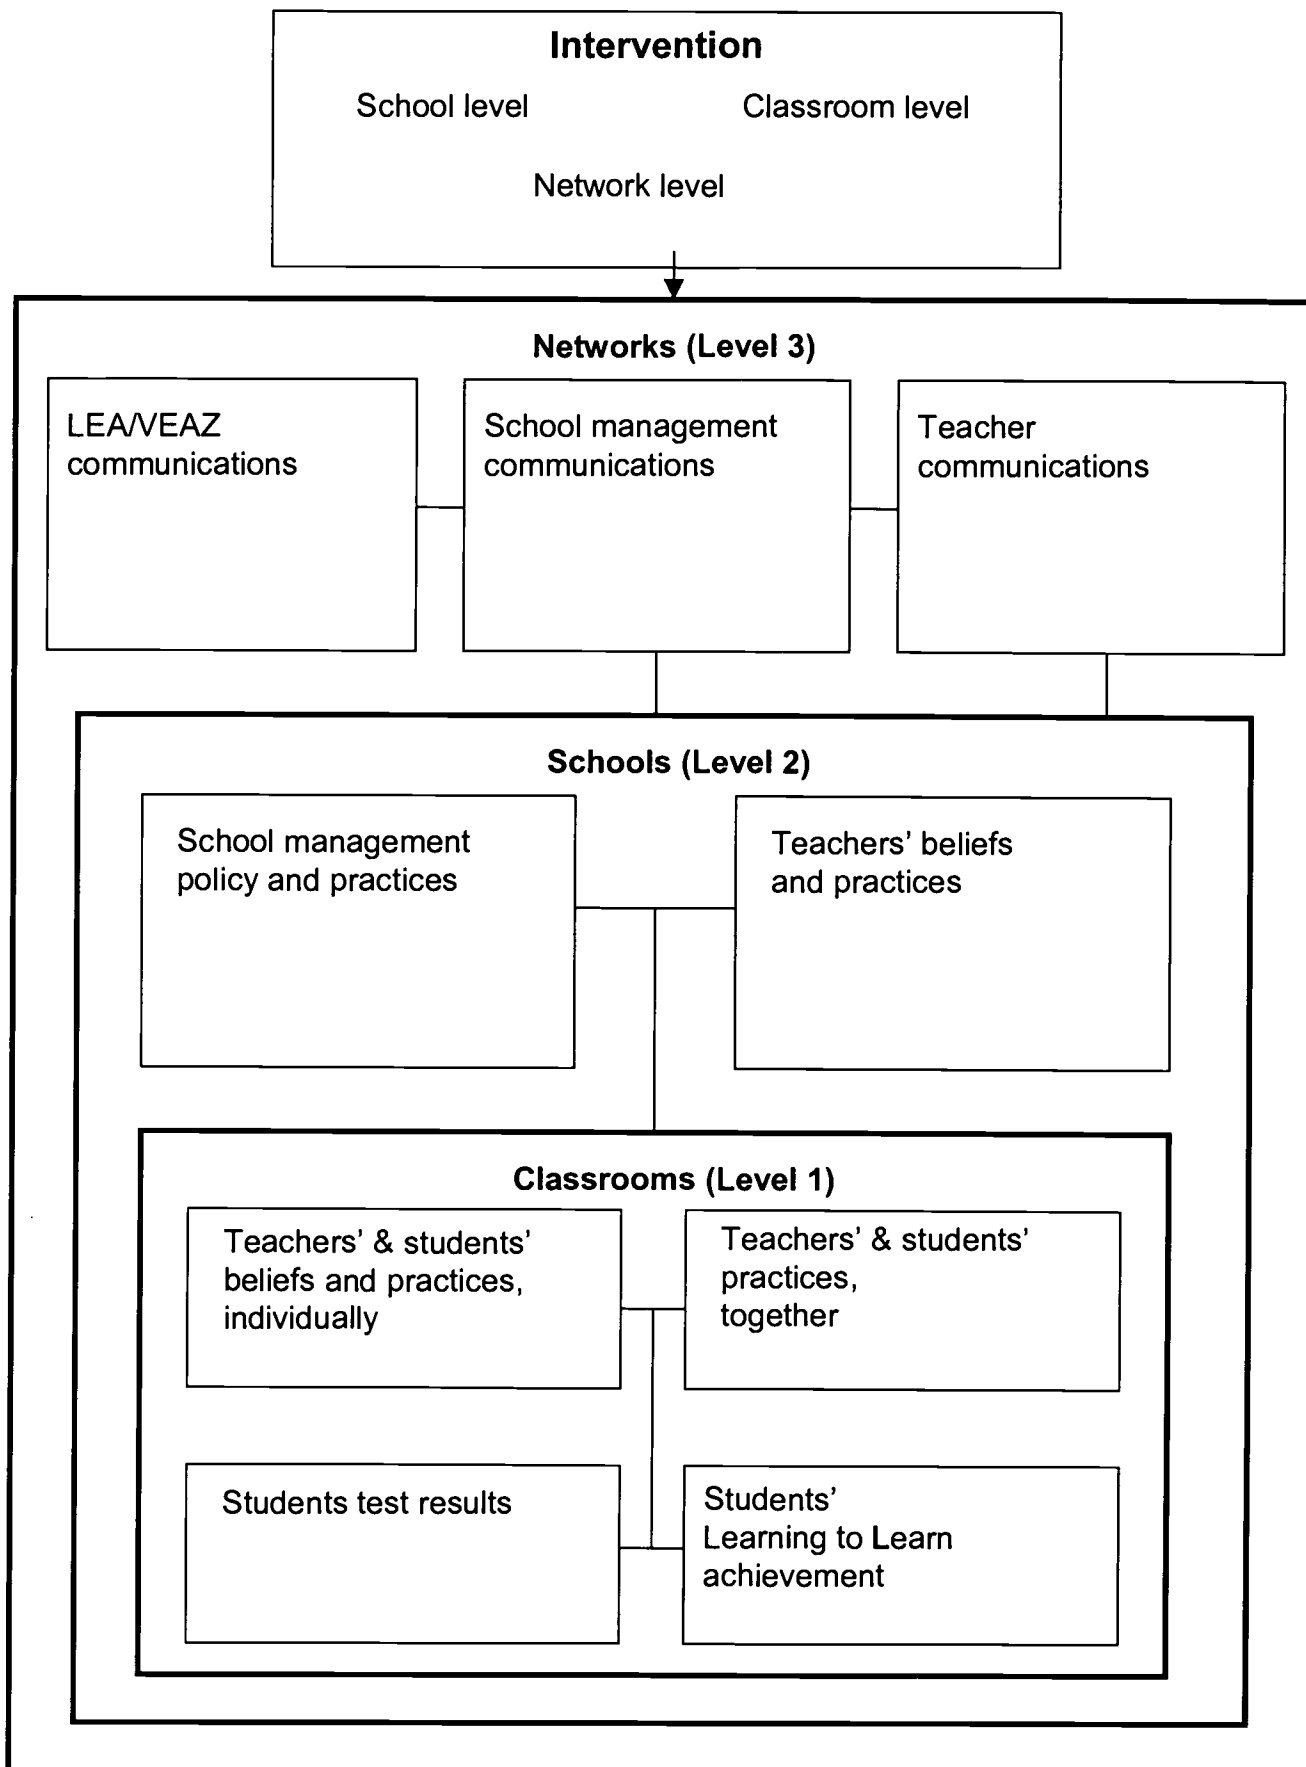 Intervention
School level
Classroom level
Network level
Networks (Level 3)
LEA/VEAZ
communications
School management
communications
Teacher
communications
Schools (Level 2)
School management
policy and practices
Teachers’ beliefs
and practices
Classrooms (Level 1)
Teachers’ & students’
beliefs and practices,
individually
Teachers’ & students’
practices,
together
Students test results
Students’
Learning to Learn
achievement